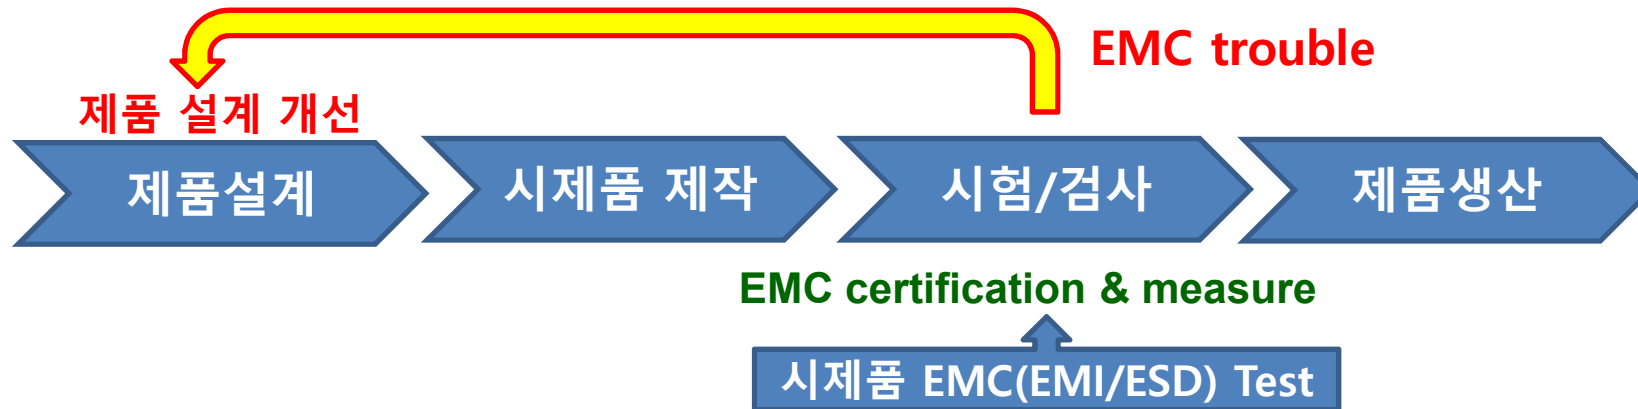 EMC trouble
제품 설계 개선
제품설계
시제품 제작
시험/검사
제품생산
EMC certification & measure
시제품 EMC(EMI/ESD) Test